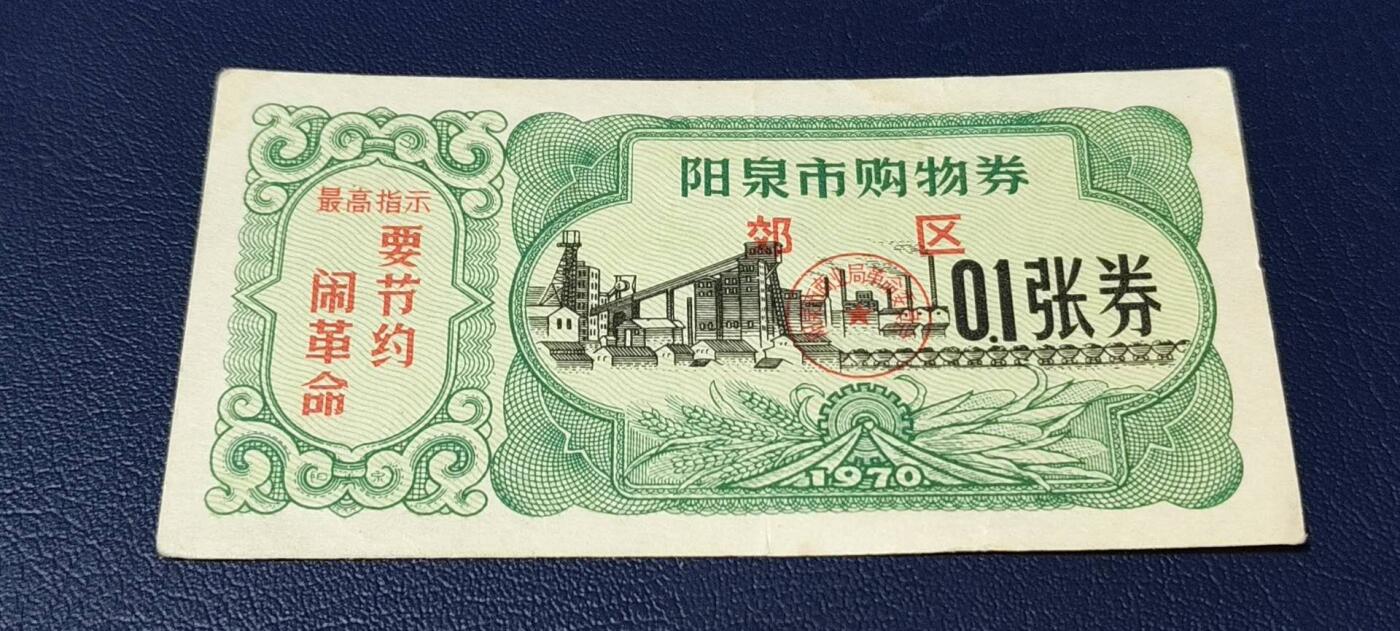 阳泉市购物券
郊 区
0.1张券
最高指示
要节约
闹革命
1970